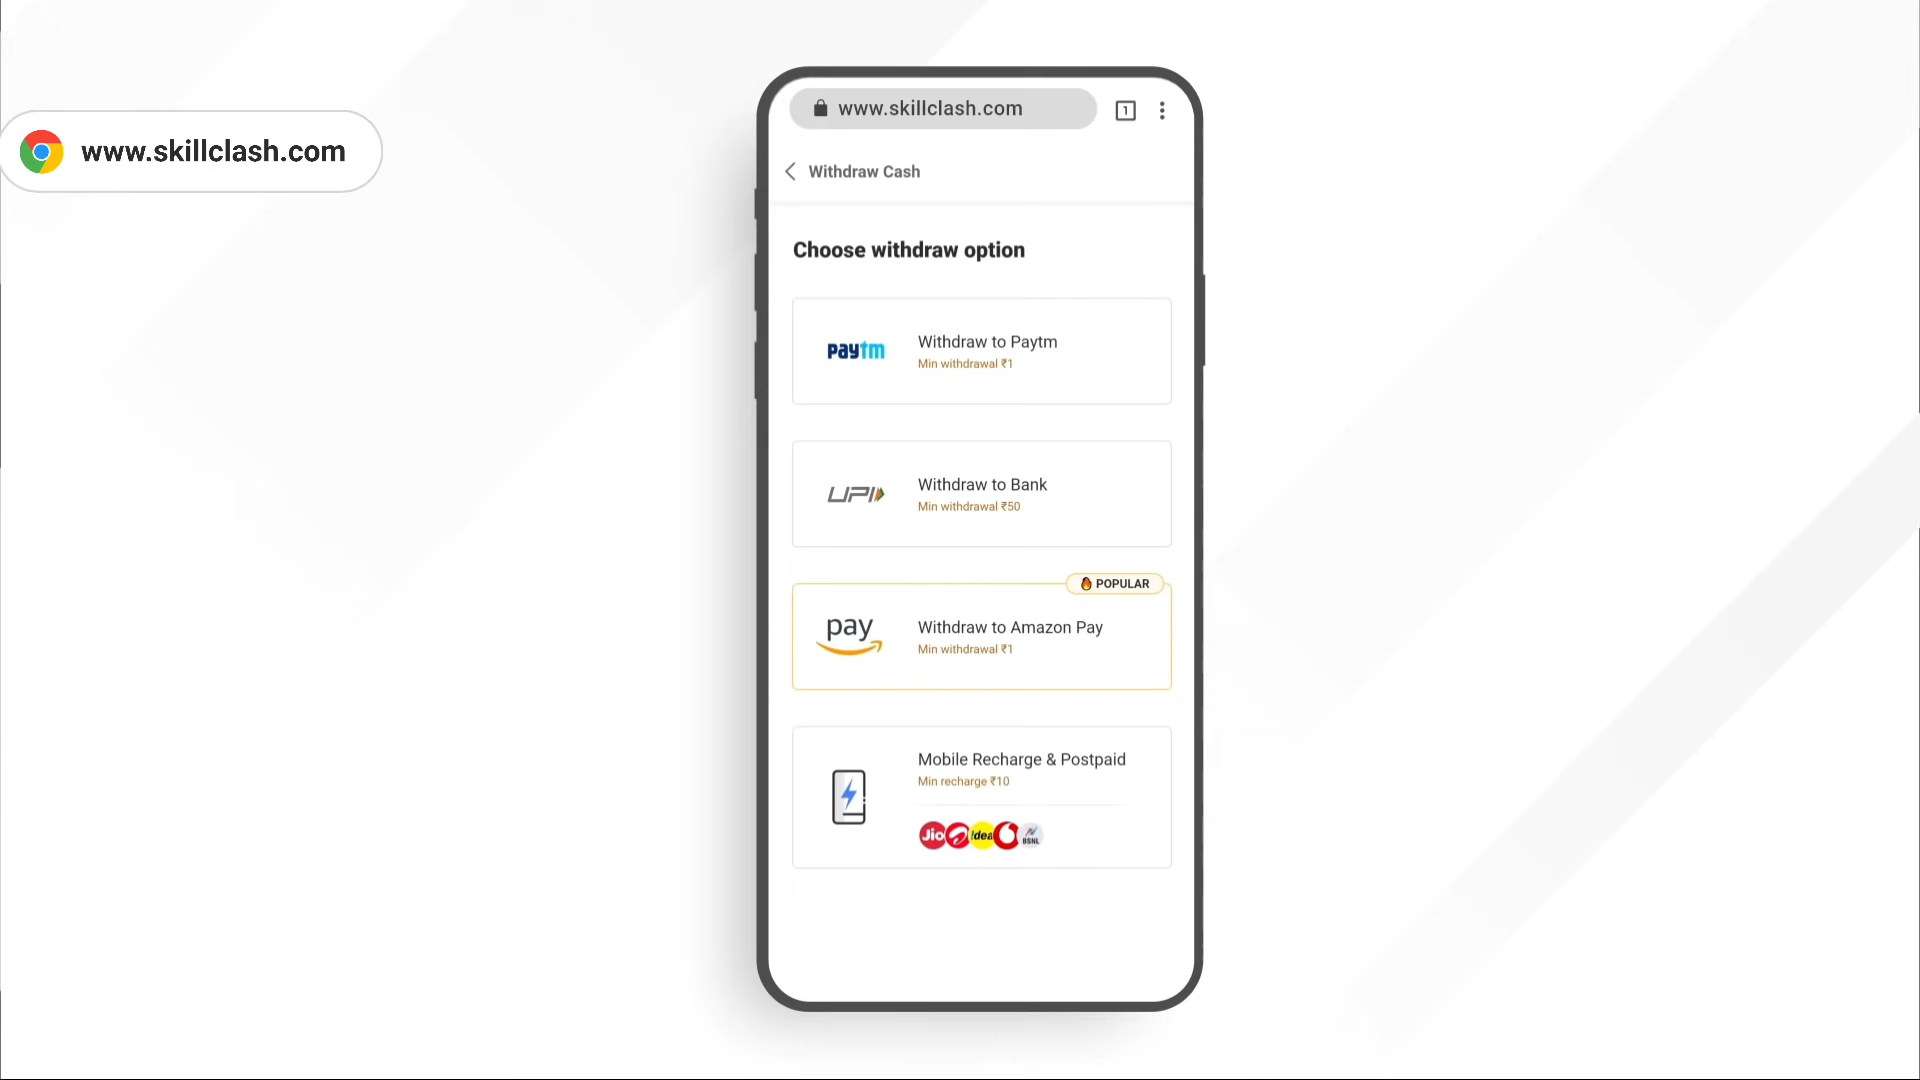 www.skillclash.com
www.skillclash.com
1
Withdraw Cash
Choose withdraw option
paytm
Withdraw to Paytm
Min withdrawal ₹1
UPI
Withdraw to Bank
Min withdrawal ₹50
POPULAR
pay
Withdraw to Amazon Pay
Min withdrawal ₹1
Mobile Recharge & Postpaid
Min recharge ₹10
Jio
!dea
BSNL